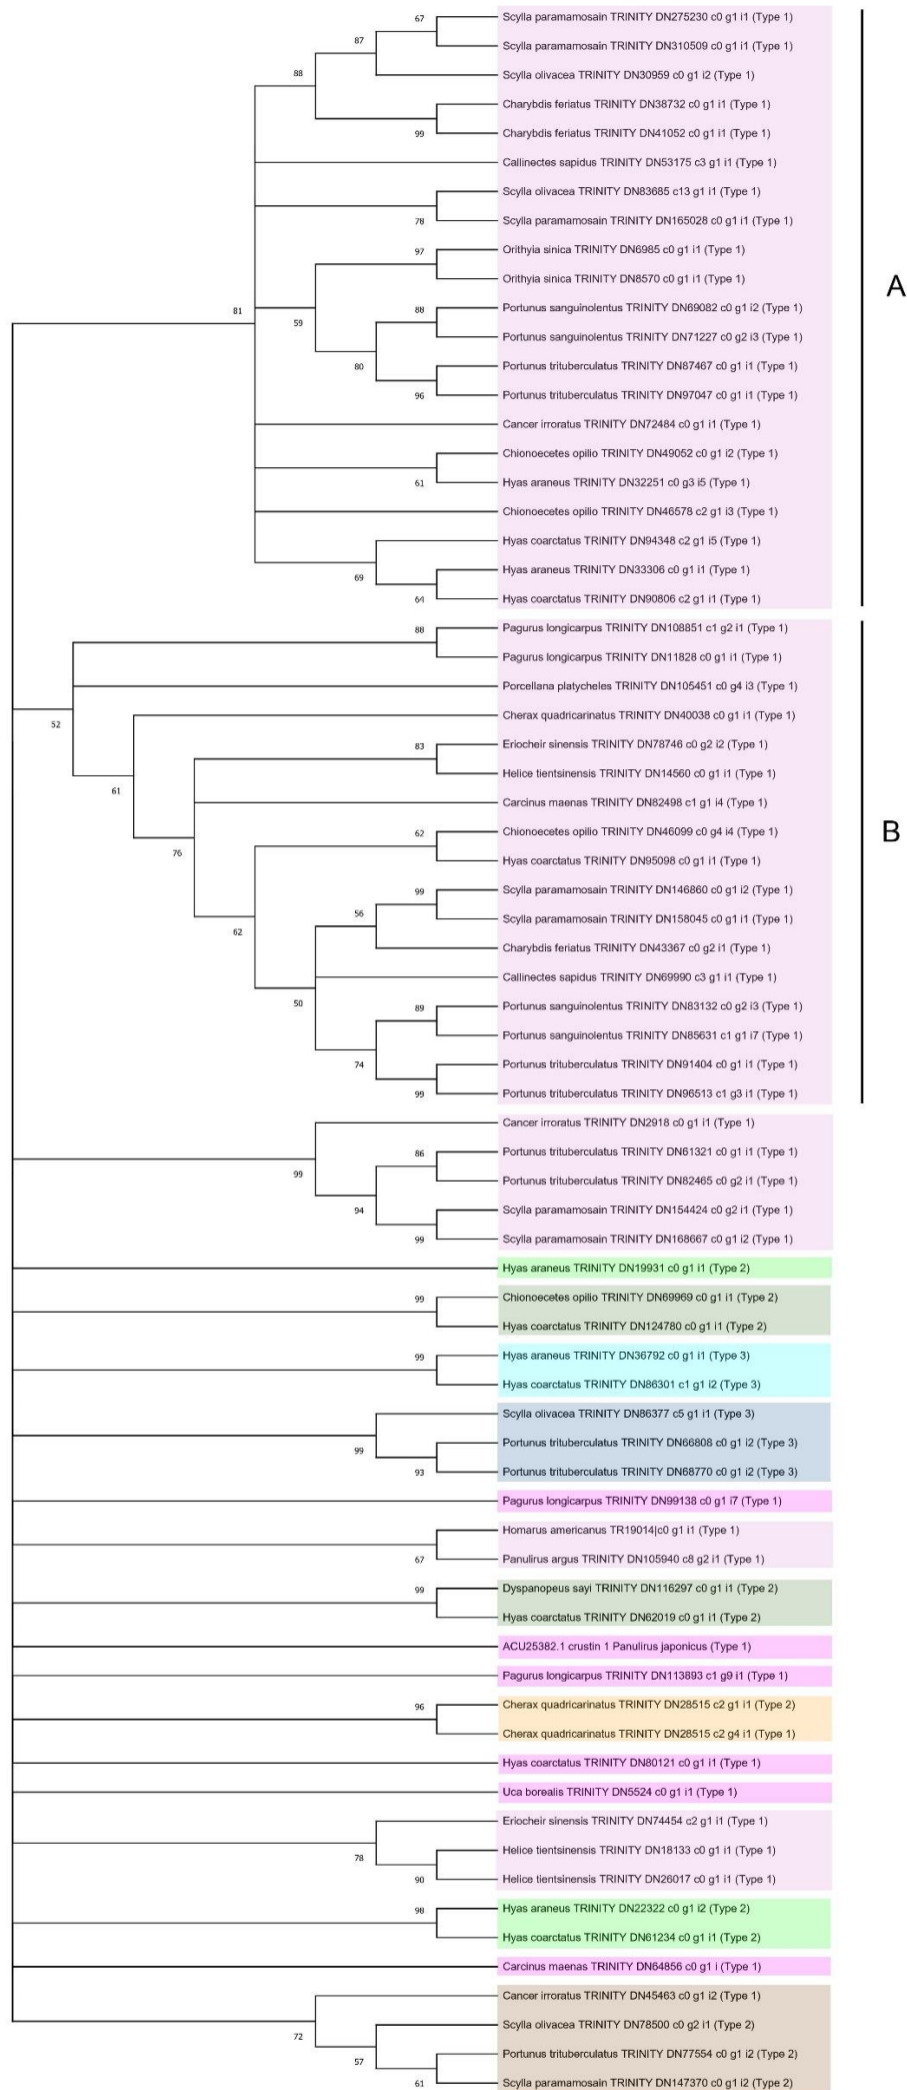 67
Scylla paramamosain TRINITY DN275230 c0 g1 i1 (Type 1)
87
Scylla paramamosain TRINITY DN310509 c0 g1 i1 (Type 1)
88
Scylla olivacea TRINITY DN30959 c0 g1 i2 (Type 1)
Charybdis feriatus TRINITY DN38732 c0 g1 i1 (Type 1)
99
Charybdis feriatus TRINITY DN41052 c0 g1 i1 (Type 1)
Callinectes sapidus TRINITY DN53175 c3 g1 i1 (Type 1)
Scylla olivacea TRINITY DN83685 c13 g1 i1 (Type 1)
78
Scylla paramamosain TRINITY DN165028 c0 g1 i1 (Type 1)
97
Orithyia sinica TRINITY DN6985 c0 g1 i1 (Type 1)
Orithyia sinica TRINITY DN8570 c0 g1 i1 (Type 1)
A
81
59
88
Portunus sanguinolentus TRINITY DN69082 c0 g1 i2 (Type 1)
Portunus sanguinolentus TRINITY DN71227 c0 g2 i3 (Type 1)
80
Portunus trituberculatus TRINITY DN87467 c0 g1 i1 (Type 1)
96
Portunus trituberculatus TRINITY DN97047 c0 g1 i1 (Type 1)
Cancer irroratus TRINITY DN72484 c0 g1 i1 (Type 1)
Chionoecetes opilio TRINITY DN49052 c0 g1 i2 (Type 1)
61
Hyas araneus TRINITY DN32251 c0 g3 i5 (Type 1)
Chionoecetes opilio TRINITY DN46578 c2 g1 i3 (Type 1)
Hyas coarctatus TRINITY DN94348 c2 g1 i5 (Type 1)
69
Hyas araneus TRINITY DN33306 c0 g1 i1 (Type 1)
64
Hyas coarctatus TRINITY DN90806 c2 g1 i1 (Type 1)
88
Pagurus longicarpus TRINITY DN108851 c1 g2 i1 (Type 1)
Pagurus longicarpus TRINITY DN11828 c0 g1 i1 (Type 1)
Porcellana platycheles TRINITY DN105451 c0 g4 i3 (Type 1)
52
Cherax quadricarinatus TRINITY DN40038 c0 g1 i1 (Type 1)
83
Eriocheir sinensis TRINITY DN78746 c0 g2 i2 (Type 1)
Helice tientsinensis TRINITY DN14560 c0 g1 i1 (Type 1)
61
Carcinus maenas TRINITY DN82498 c1 g1 i4 (Type 1)
62
Chionoecetes opilio TRINITY DN46099 c0 g4 i4 (Type 1)
B
76
Hyas coarctatus TRINITY DN95098 c0 g1 i1 (Type 1)
99
Scylla paramamosain TRINITY DN146860 c0 g1 i2 (Type 1)
56
Scylla paramamosain TRINITY DN158045 c0 g1 i1 (Type 1)
62
Charybdis feriatus TRINITY DN43367 c0 g2 i1 (Type 1)
Callinectes sapidus TRINITY DN69990 c3 g1 i1 (Type 1)
50
89
Portunus sanguinolentus TRINITY DN83132 c0 g2 i3 (Type 1)
Portunus sanguinolentus TRINITY DN85631 c1 g1 i7 (Type 1)
74
Portunus trituberculatus TRINITY DN91404 c0 g1 i1 (Type 1)
99
Portunus trituberculatus TRINITY DN96513 c1 g3 i1 (Type 1)
Cancer irroratus TRINITY DN2918 c0 g1 i1 (Type 1)
86
Portunus trituberculatus TRINITY DN61321 c0 g1 i1 (Type 1)
99
Portunus trituberculatus TRINITY DN82465 c0 g2 i1 (Type 1)
94
Scylla paramamosain TRINITY DN154424 c0 g2 i1 (Type 1)
99
Scylla paramamosain TRINITY DN168667 c0 g1 i2 (Type 1)
Hyas araneus TRINITY DN19931 c0 g1 i1 (Type 2)
99
Chionoecetes opilio TRINITY DN69969 c0 g1 i1 (Type 2)
Hyas coarctatus TRINITY DN124780 c0 g1 i1 (Type 2)
99
Hyas araneus TRINITY DN36792 c0 g1 i1 (Type 3)
Hyas coarctatus TRINITY DN86301 c1 g1 i2 (Type 3)
Scylla olivacea TRINITY DN86377 c5 g1 i1 (Type 3)
99
Portunus trituberculatus TRINITY DN66808 c0 g1 i2 (Type 3)
93
Portunus trituberculatus TRINITY DN68770 c0 g1 i2 (Type 3)
Pagurus longicarpus TRINITY DN99138 c0 g1 i7 (Type 1)
Homarus americanus TR19014|c0 g1 i1 (Type 1)
67
Panulirus argus TRINITY DN105940 c8 g2 i1 (Type 1)
99
Dyspanopeus sayi TRINITY DN116297 c0 g1 i1 (Type 2)
Hyas coarctatus TRINITY DN62019 c0 g1 i1 (Type 2)
ACU25382.1 crustin 1 Panulirus japonicus (Type 1)
Pagurus longicarpus TRINITY DN113893 c1 g9 i1 (Type 1)
96
Cherax quadricarinatus TRINITY DN28515 c2 g1 i1 (Type 2)
Cherax quadricarinatus TRINITY DN28515 c2 g4 i1 (Type 1)
Hyas coarctatus TRINITY DN80121 c0 g1 i1 (Type 1)
Uca borealis TRINITY DN5524 c0 g1 i1 (Type 1)
Eriocheir sinensis TRINITY DN74454 c2 g1 i1 (Type 1)
78
Helice tientsinensis TRINITY DN18133 c0 g1 i1 (Type 1)
90
Helice tientsinensis TRINITY DN26017 c0 g1 i1 (Type 1)
98
Hyas araneus TRINITY DN22322 c0 g1 i2 (Type 2)
Hyas coarctatus TRINITY DN61234 c0 g1 i1 (Type 2)
Carcinus maenas TRINITY DN64856 c0 g1 i (Type 1)
Cancer irroratus TRINITY DN45463 c0 g1 i2 (Type 1)
72
Scylla olivacea TRINITY DN78500 c0 g2 i1 (Type 2)
57
Portunus trituberculatus TRINITY DN77554 c0 g1 i2 (Type 2)
61
Scylla paramamosain TRINITY DN147370 c0 g1 i2 (Type 2)